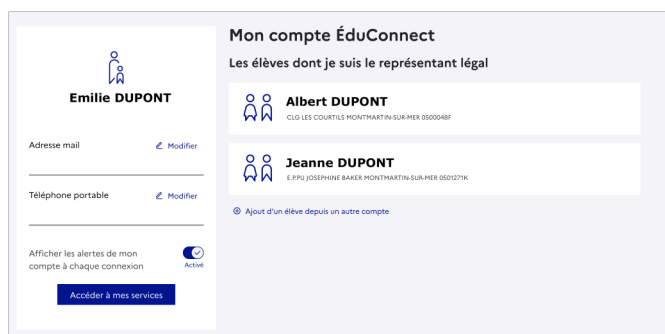 Emilie DUPONT
Adresse mail
Modifier
Téléphone portable
Modifier
Afficher les alertes de mon
compte à chaque connexion
Activé
Accéder à mes services
Mon compte ÉduConnect
Les élèves dont je suis le représentant légal
Albert DUPONT
CLG LES COURTILS MONTMARTIN-SUR-MER 0500048F
Jeanne DUPONT
E.P.PU JOSEPHINE BAKER MONTMARTIN-SUR-MER 0501271K
Ajout d'un élève depuis un autre compte